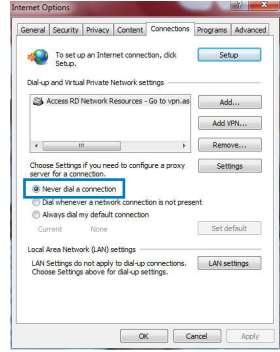 Internet Options
General Security Privacy Content Connections Programs Advanced
To set up an Internet connection, click Setup.
Setup
Dial-up and Virtual Private Network settings
Access RD Network Resources - Go to vpn.as
Add...
Add VPN...
Remove...
Choose Settings if you need to configure a proxy server for a connection.
Settings
Never dial a connection
Dial whenever a network connection is not present
Always dial my default connection
Current None
Set default
Local Area Network (LAN) settings
LAN Settings do not apply to dial-up connections.
Choose Settings above for dial-up settings.
LAN settings
OK Cancel Apply